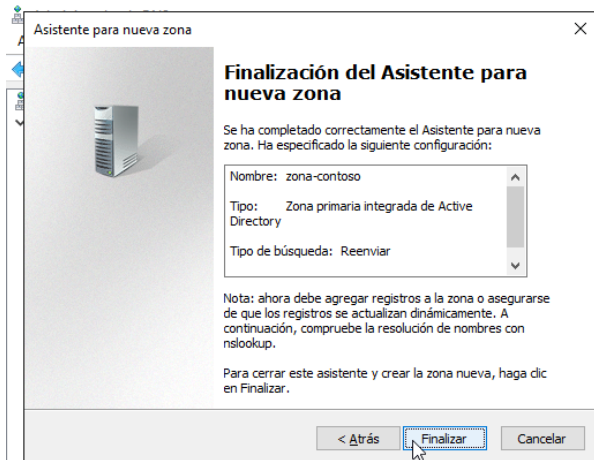 Asistente para nueva zona
Finalización del Asistente para
nueva zona
Se ha completado correctamente el Asistente para nueva
zona. Ha especificado la siguiente configuración:
Nombre: zona-contoso
Tipo: Zona primaria integrada de Active
Directory
Tipo de búsqueda: Reenviar
Nota: ahora debe agregar registros a la zona o asegurarse
de que los registros se actualizan dinámicamente. A
continuación, compruebe la resolución de nombres con
nslookup.
Para cerrar este asistente y crear la zona nueva, haga clic
en Finalizar.
< Atrás Finalizar Cancelar